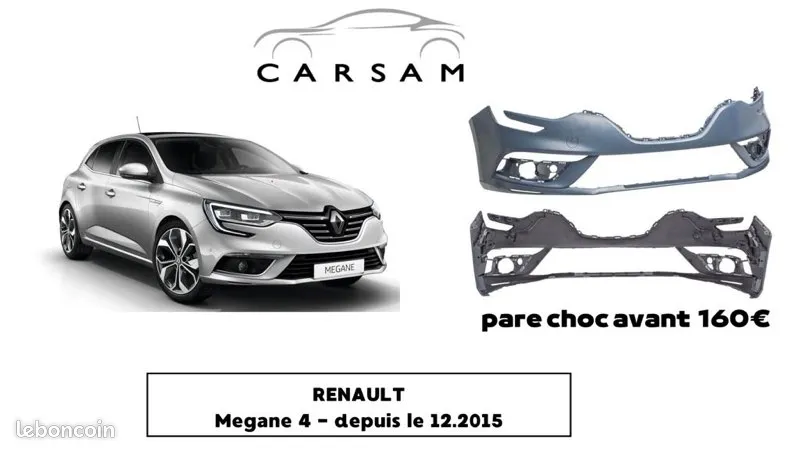 CARSAM
MEGANE
pare choc avant 160€
RENAULT
Megane 4 - depuis le 12.2015
leboncoin